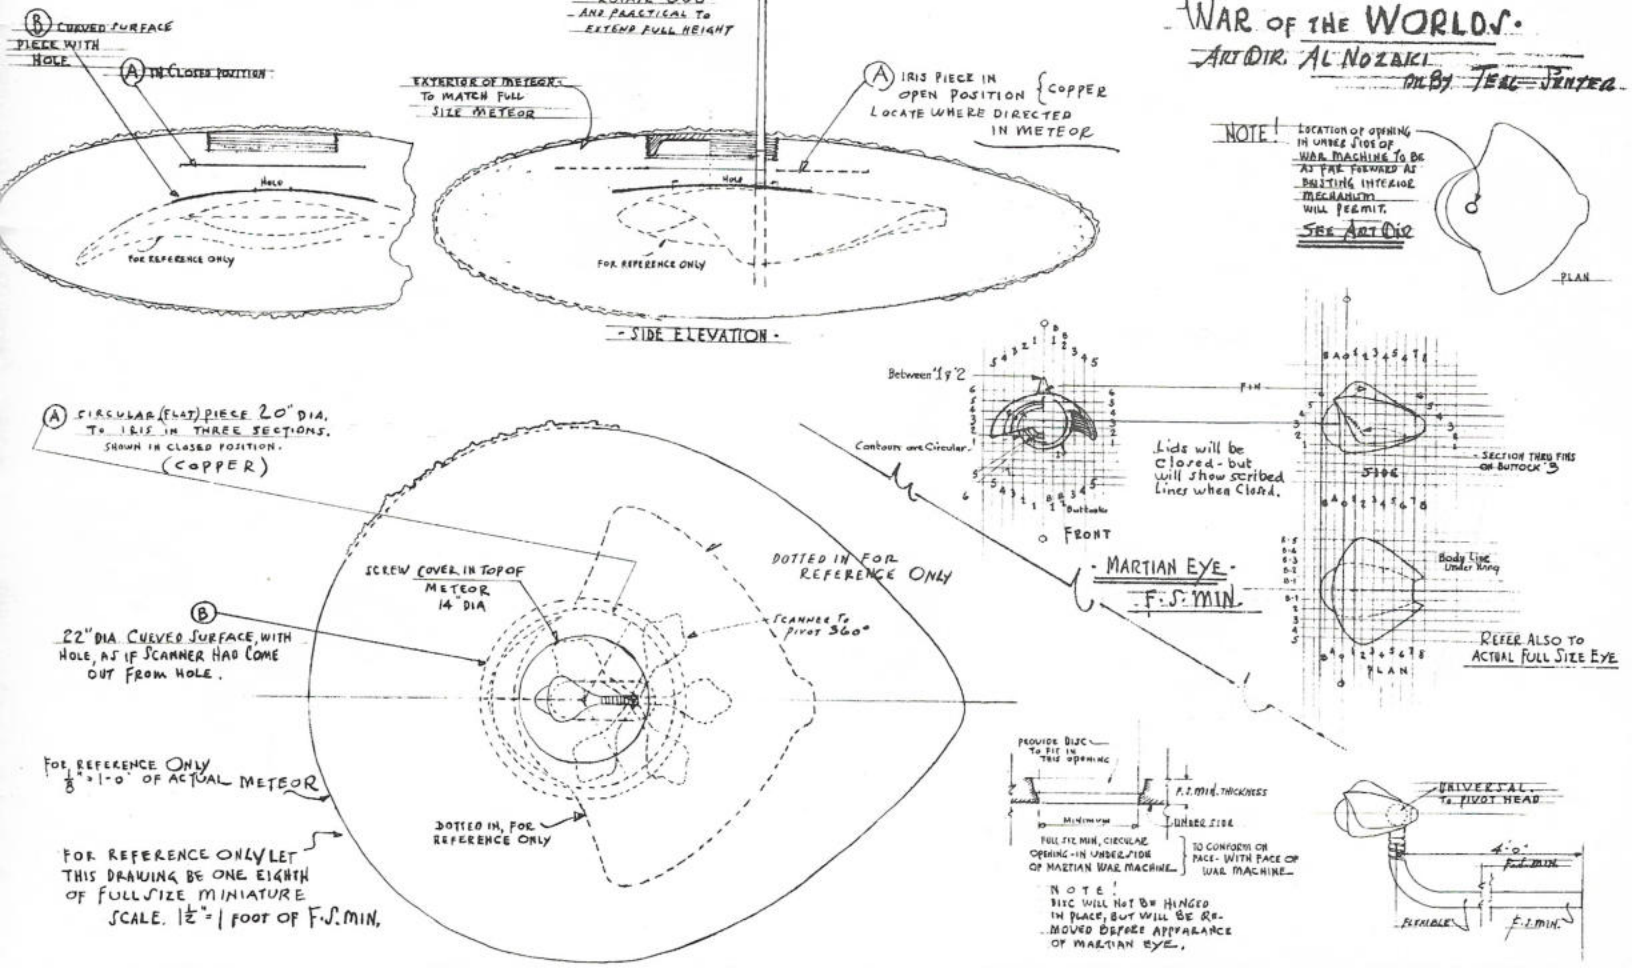 WAR OF THE WORLDS.
ART DIR. AL NOZAKI
AND PRACTICAL TO
EXTEND FULL HEIGHT
B CURVED SURFACE
PIECE WITH
HOLE
A IN CLOSED POSITION
EXTERIOR OF METEOR
TO MATCH FULL
SIZE METEOR
A IRIS PIECE IN
OPEN POSITION { COPPER
LOCATE WHERE DIRECTED
IN METEOR
NOTE!
LOCATION OF OPENING
IN UNDER SIDE OF
WAR MACHINE TO BE
AS FAR FORWARD AS
EXISTING INTERIOR
MECHANISM
WILL PERMIT.
SEE ART DIR
PLAN
HOLE
FOR REFERENCE ONLY
HOLE
FOR REFERENCE ONLY
- SIDE ELEVATION -
A CIRCULAR (FLAT) PIECE 20" DIA.
TO IRIS IN THREE SECTIONS.
SHOWN IN CLOSED POSITION.
(COPPER)
SCREW COVER IN TOP OF
METEOR
14" DIA
DOTTED IN FOR
REFERENCE ONLY
SCANNER TO
PIVOT 360°
B
22" DIA CURVED SURFACE, WITH
HOLE, AS IF SCANNER HAD COME
OUT FROM HOLE.
FOR REFERENCE ONLY
1/8" = 1'-0" OF ACTUAL METEOR
DOTTED IN, FOR
REFERENCE ONLY
FOR REFERENCE ONLY LET
THIS DRAWING BE ONE EIGHTH
OF FULL SIZE MINIATURE
SCALE. 1½" = 1 FOOT OF F.S. MIN.
Between 1 & 2
FIN
Contours are Circular.
Lids will be
closed - but
will show scribed
Lines when Closed.
Buttocks
FRONT
SIDE
- SECTION THRU FINS
ON BUTTOCK 3
- MARTIAN EYE -
F.S. MIN.
Body Line
Under Wing
PLAN
REFER ALSO TO
ACTUAL FULL SIZE EYE
PROVIDE DISC
TO FIT IN
THIS OPENING
F.S. MIN. THICKNESS
MINIMUM
UNDER SIDE
FULL SIZE MIN, CIRCULAR
OPENING - IN UNDERSIDE
OF MARTIAN WAR MACHINE
TO CONFORM ON
FACE - WITH FACE OF
WAR MACHINE
NOTE!
DISC WILL NOT BE HINGED
IN PLACE, BUT WILL BE RE-
MOVED BEFORE APPEARANCE
OF MARTIAN EYE.
UNIVERSAL.
TO PIVOT HEAD
4'-0"
F.S. MIN
FLEXIBLE
F.S. MIN.